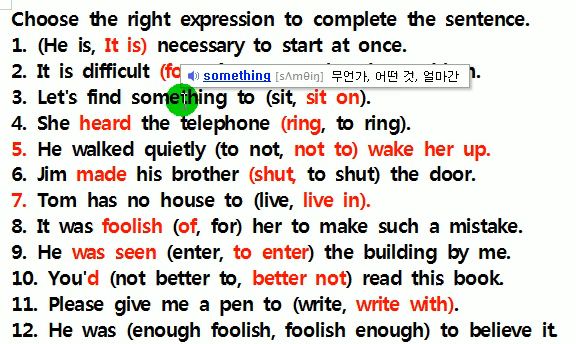 Choose the right expression to complete the sentence.
1. (He is, It is) necessary to start at once.
2. It is difficult (fo
something [sʌmθiŋ] 무언가, 어떤 것, 얼마간
3. Let's find something to (sit, sit on).
4. She heard the telephone (ring, to ring).
5. He walked quietly (to not, not to) wake her up.
6. Jim made his brother (shut, to shut) the door.
7. Tom has no house to (live, live in).
8. It was foolish (of, for) her to make such a mistake.
9. He was seen (enter, to enter) the building by me.
10. You'd (not better to, better not) read this book.
11. Please give me a pen to (write, write with).
12. He was (enough foolish, foolish enough) to believe it.